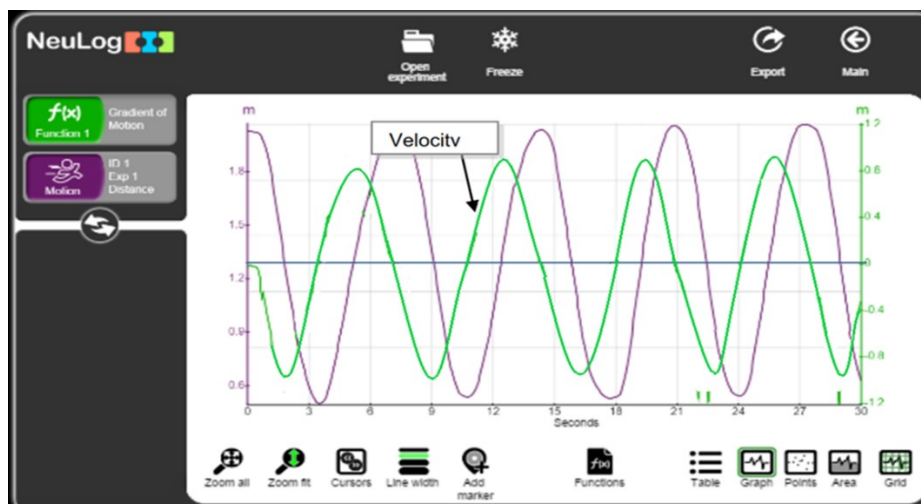 NeuLog
Open experiment
Freeze
Export
Main
f(x)
Function 1
Gradient of Motion
Motion
ID 1
Exp 1
Distance
m
1.8
1.5
1.2
0.9
0.6
Velocity
m
1.2
0.8
0.4
0
-0.4
-0.8
-1.2
0 3 6 9 12 15 18 21 24 27 30
Seconds
Zoom all
Zoom fit
Cursors
Line width
Add marker
f(x)
Functions
Table
Graph
Points
Area
Grid